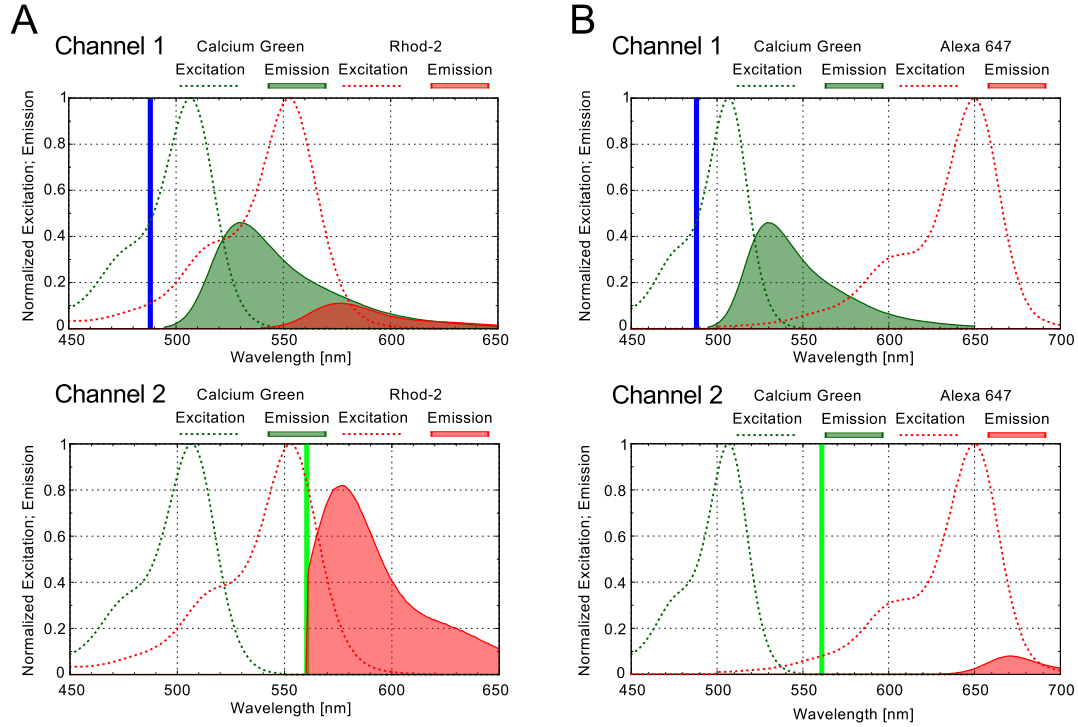 A
Channel 1
Calcium Green Rhod-2
Excitation Emission Excitation Emission
Normalized Excitation; Emission
1
0.8
0.6
0.4
0.2
0
450 500 550 600 650
Wavelength [nm]
Channel 2
Calcium Green Rhod-2
Excitation Emission Excitation Emission
Normalized Excitation; Emission
1
0.8
0.6
0.4
0.2
0
450 500 550 600 650
Wavelength [nm]
B
Channel 1
Calcium Green Alexa 647
Excitation Emission Excitation Emission
Normalized Excitation; Emission
1
0.8
0.6
0.4
0.2
0
450 500 550 600 650 700
Wavelength [nm]
Channel 2
Calcium Green Alexa 647
Excitation Emission Excitation Emission
Normalized Excitation; Emission
1
0.8
0.6
0.4
0.2
0
450 500 550 600 650 700
Wavelength [nm]